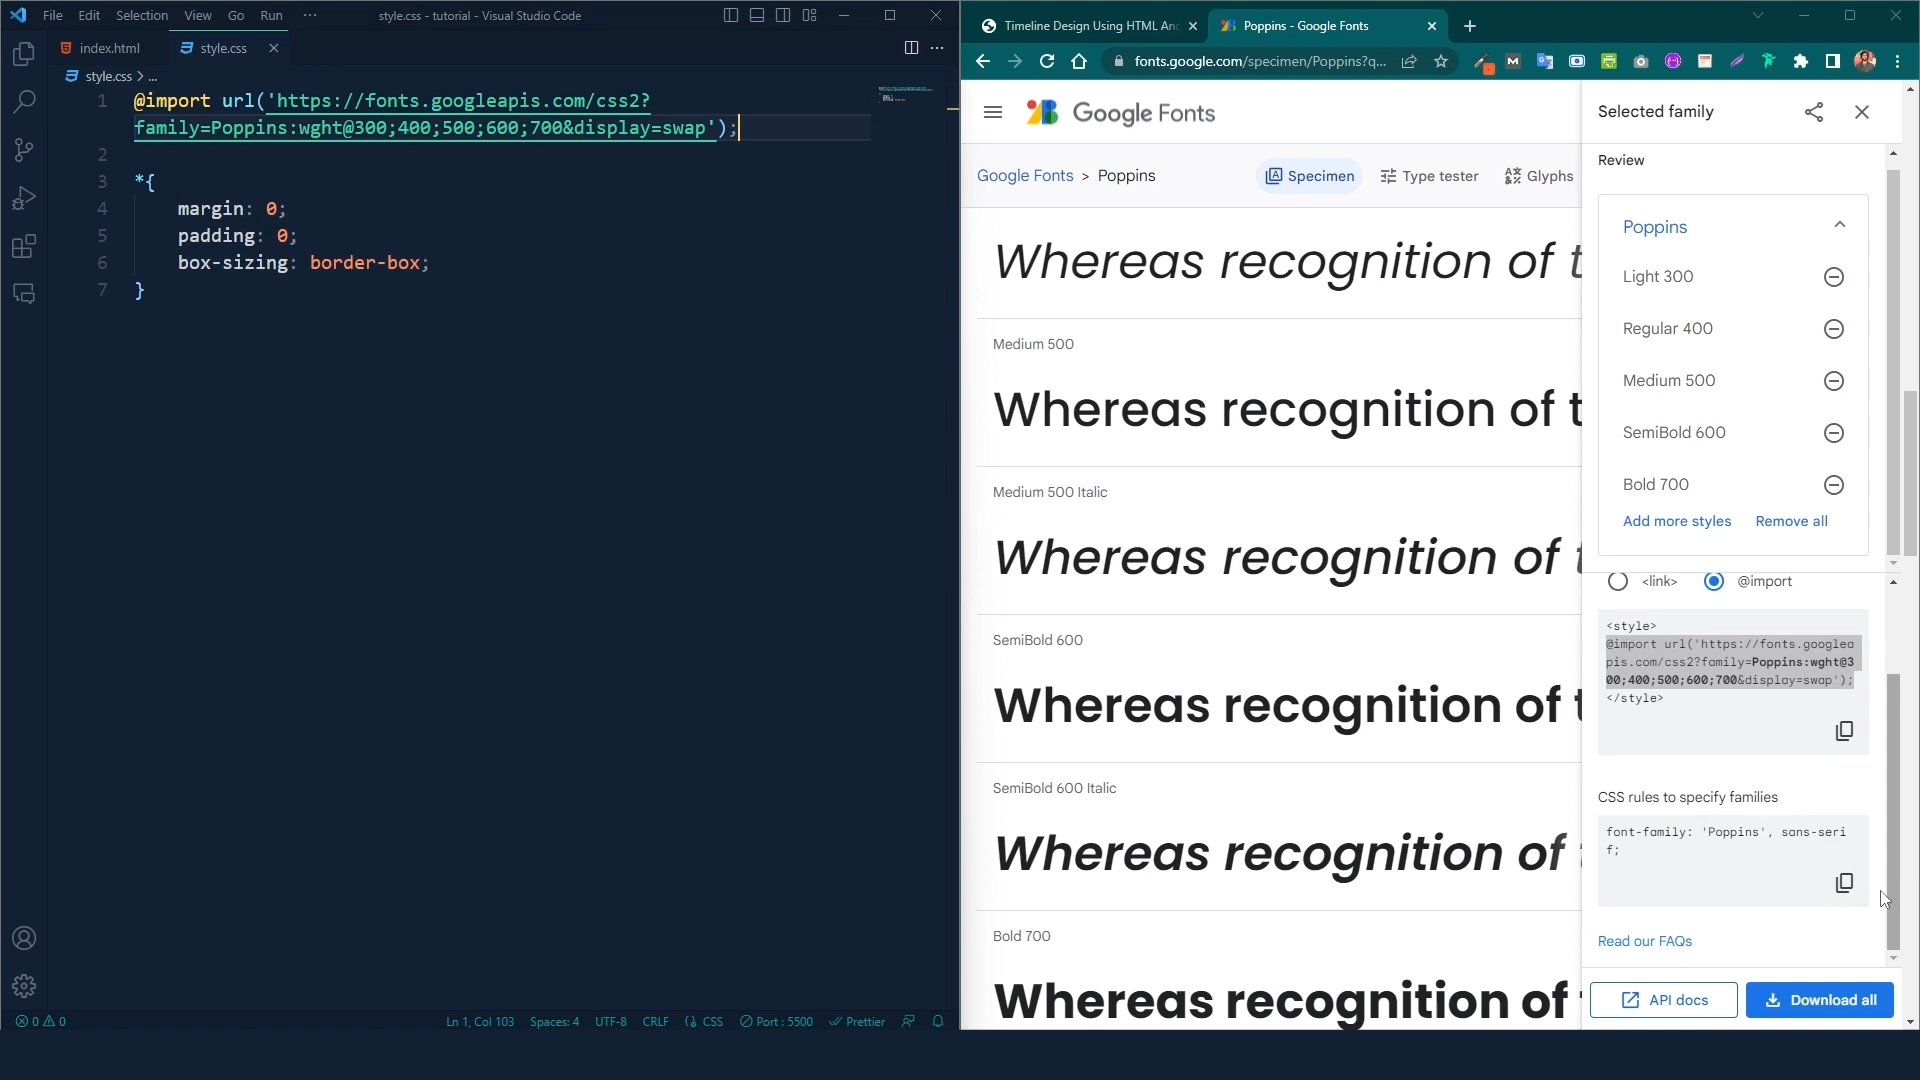 File Edit Selection View Go Run ··· style.css - tutorial - Visual Studio Code
index.html style.css
style.css > ...
1 @import url('https://fonts.googleapis.com/css2?
family=Poppins:wght@300;400;500;600;700&display=swap');
2
3 *{
4 margin: 0;
5 padding: 0;
6 box-sizing: border-box;
7 }
0 0 Ln 1, Col 103 Spaces: 4 UTF-8 CRLF {} CSS Port : 5500 Prettier
Timeline Design Using HTML An Poppins - Google Fonts
fonts.google.com/specimen/Poppins?q...
Google Fonts
Google Fonts > Poppins Specimen Type tester Glyphs
Whereas recognition of t
Medium 500
Whereas recognition of t
Medium 500 Italic
Whereas recognition of t
SemiBold 600
Whereas recognition of t
SemiBold 600 Italic
Whereas recognition of
Bold 700
Whereas recognition of
Selected family
Review
Poppins
Light 300
Regular 400
Medium 500
SemiBold 600
Bold 700
Add more styles Remove all
<link> @import
<style>
@import url('https://fonts.googlea
pis.com/css2?family=Poppins:wght@3
00;400;500;600;700&display=swap');
</style>
CSS rules to specify families
font-family: 'Poppins', sans-seri
f;
Read our FAQs
API docs Download all